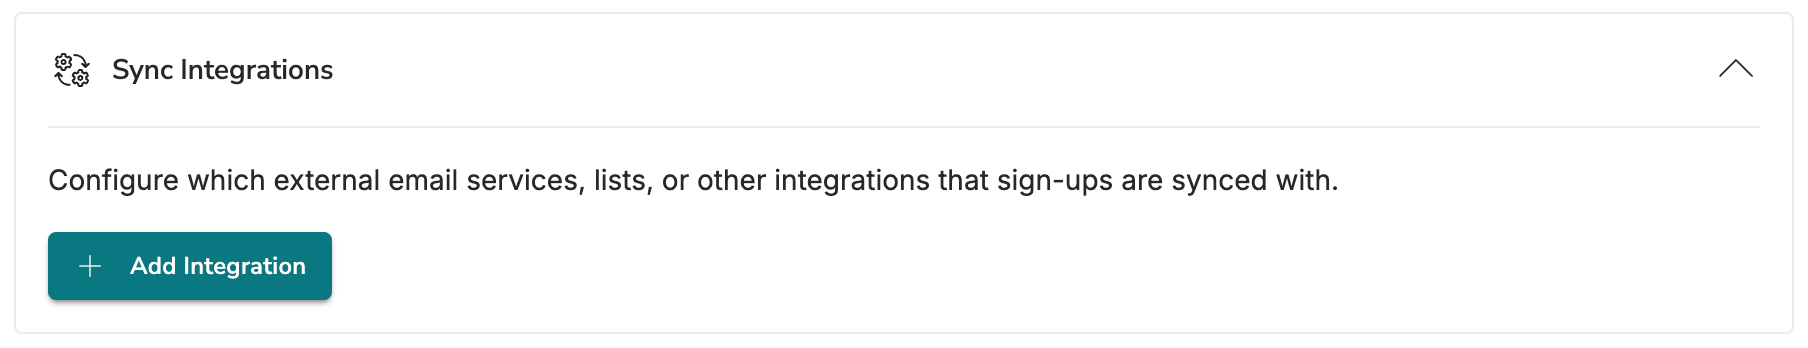 Sync Integrations
Configure which external email services, lists, or other integrations that sign-ups are synced with.
Add Integration